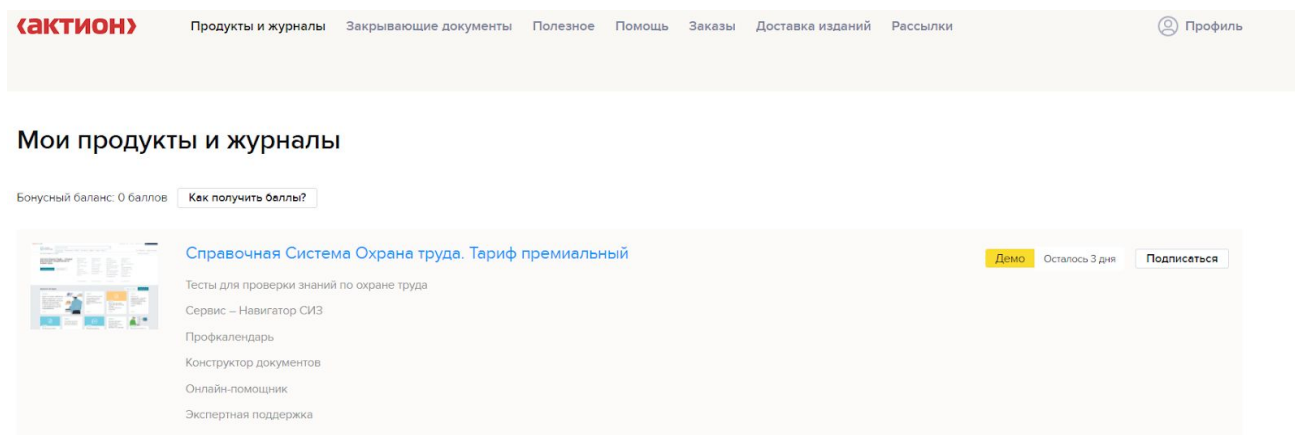 ‹актион›
Продукты и журналы Закрывающие документы Полезное Помощь Заказы Доставка изданий Рассылки Профиль
Мои продукты и журналы
Бонусный баланс: 0 баллов Как получить баллы?
Справочная Система Охрана труда. Тариф премиальный Демо Осталось 3 дня Подписаться
Тесты для проверки знаний по охране труда
Сервис – Навигатор СИЗ
Профкалендарь
Конструктор документов
Онлайн-помощник
Экспертная поддержка